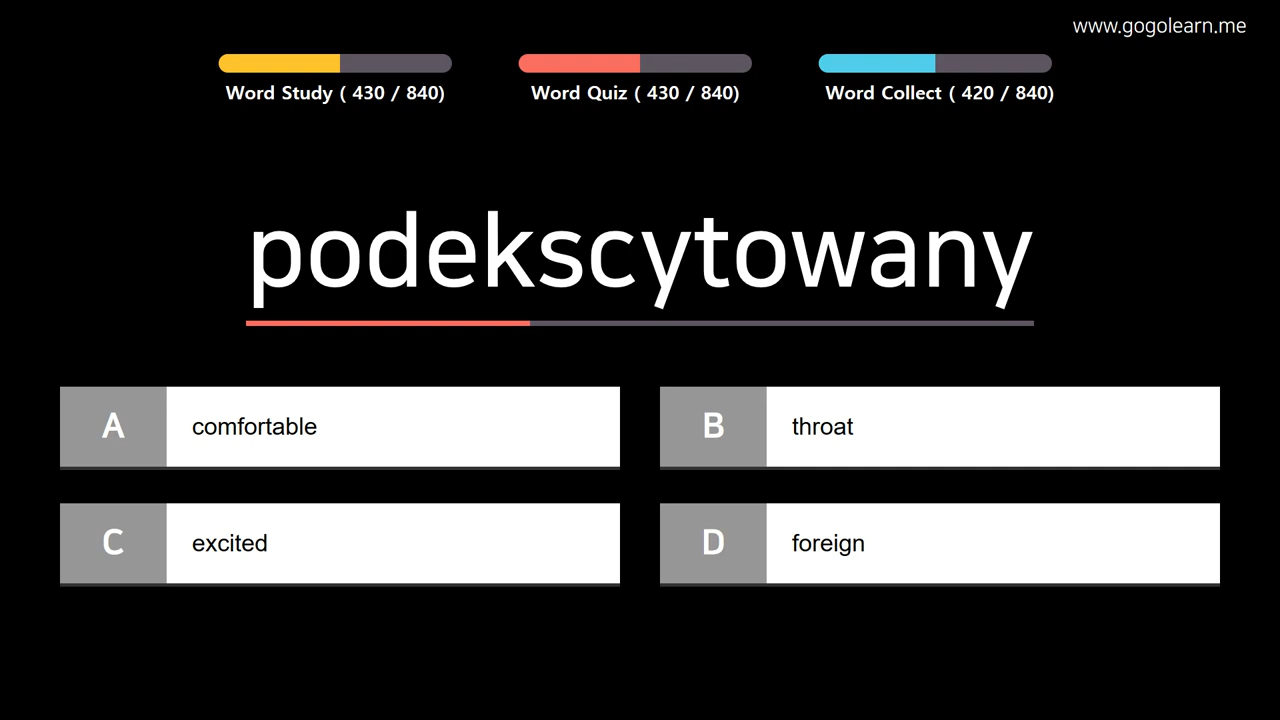 www.gogolearn.me
Word Study ( 430 / 840)
Word Quiz ( 430 / 840)
Word Collect ( 420 / 840)
podekscytowany
A comfortable
B throat
C excited
D foreign